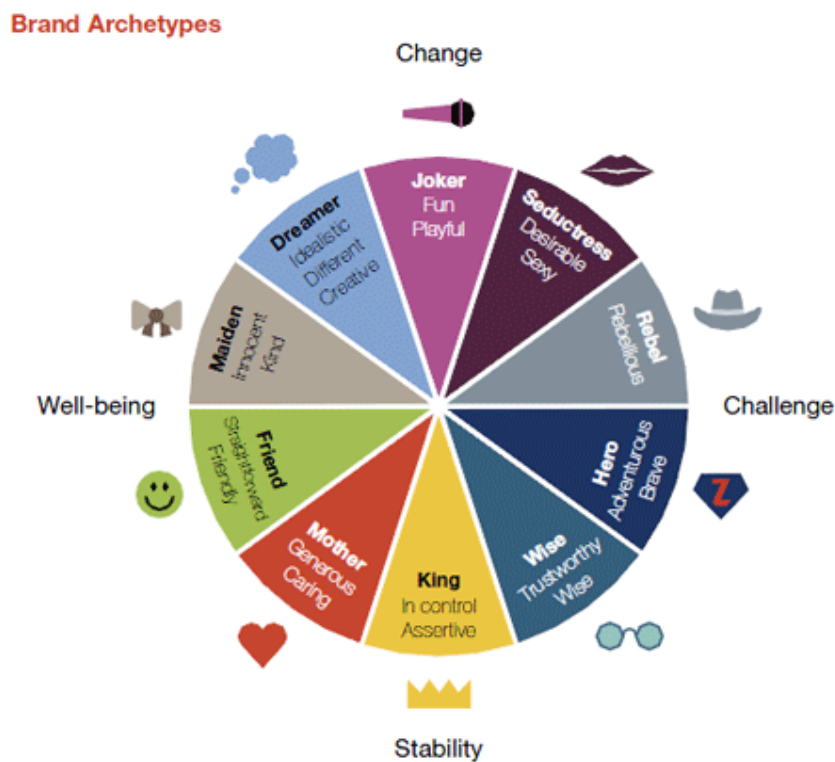 Brand Archetypes
Change
Joker
Fun
Playful
Seductress
Desirable
Sexy
Rebel
Rebellious
Challenge
Hero
Adventurous
Brave
Z
Wise
Trustworthy
Wise
King
In control
Assertive
Stability
Mother
Generous
Caring
Friend
Straightforward
Friendly
Well-being
Maiden
Innocent
Kind
Dreamer
Idealistic
Different
Creative